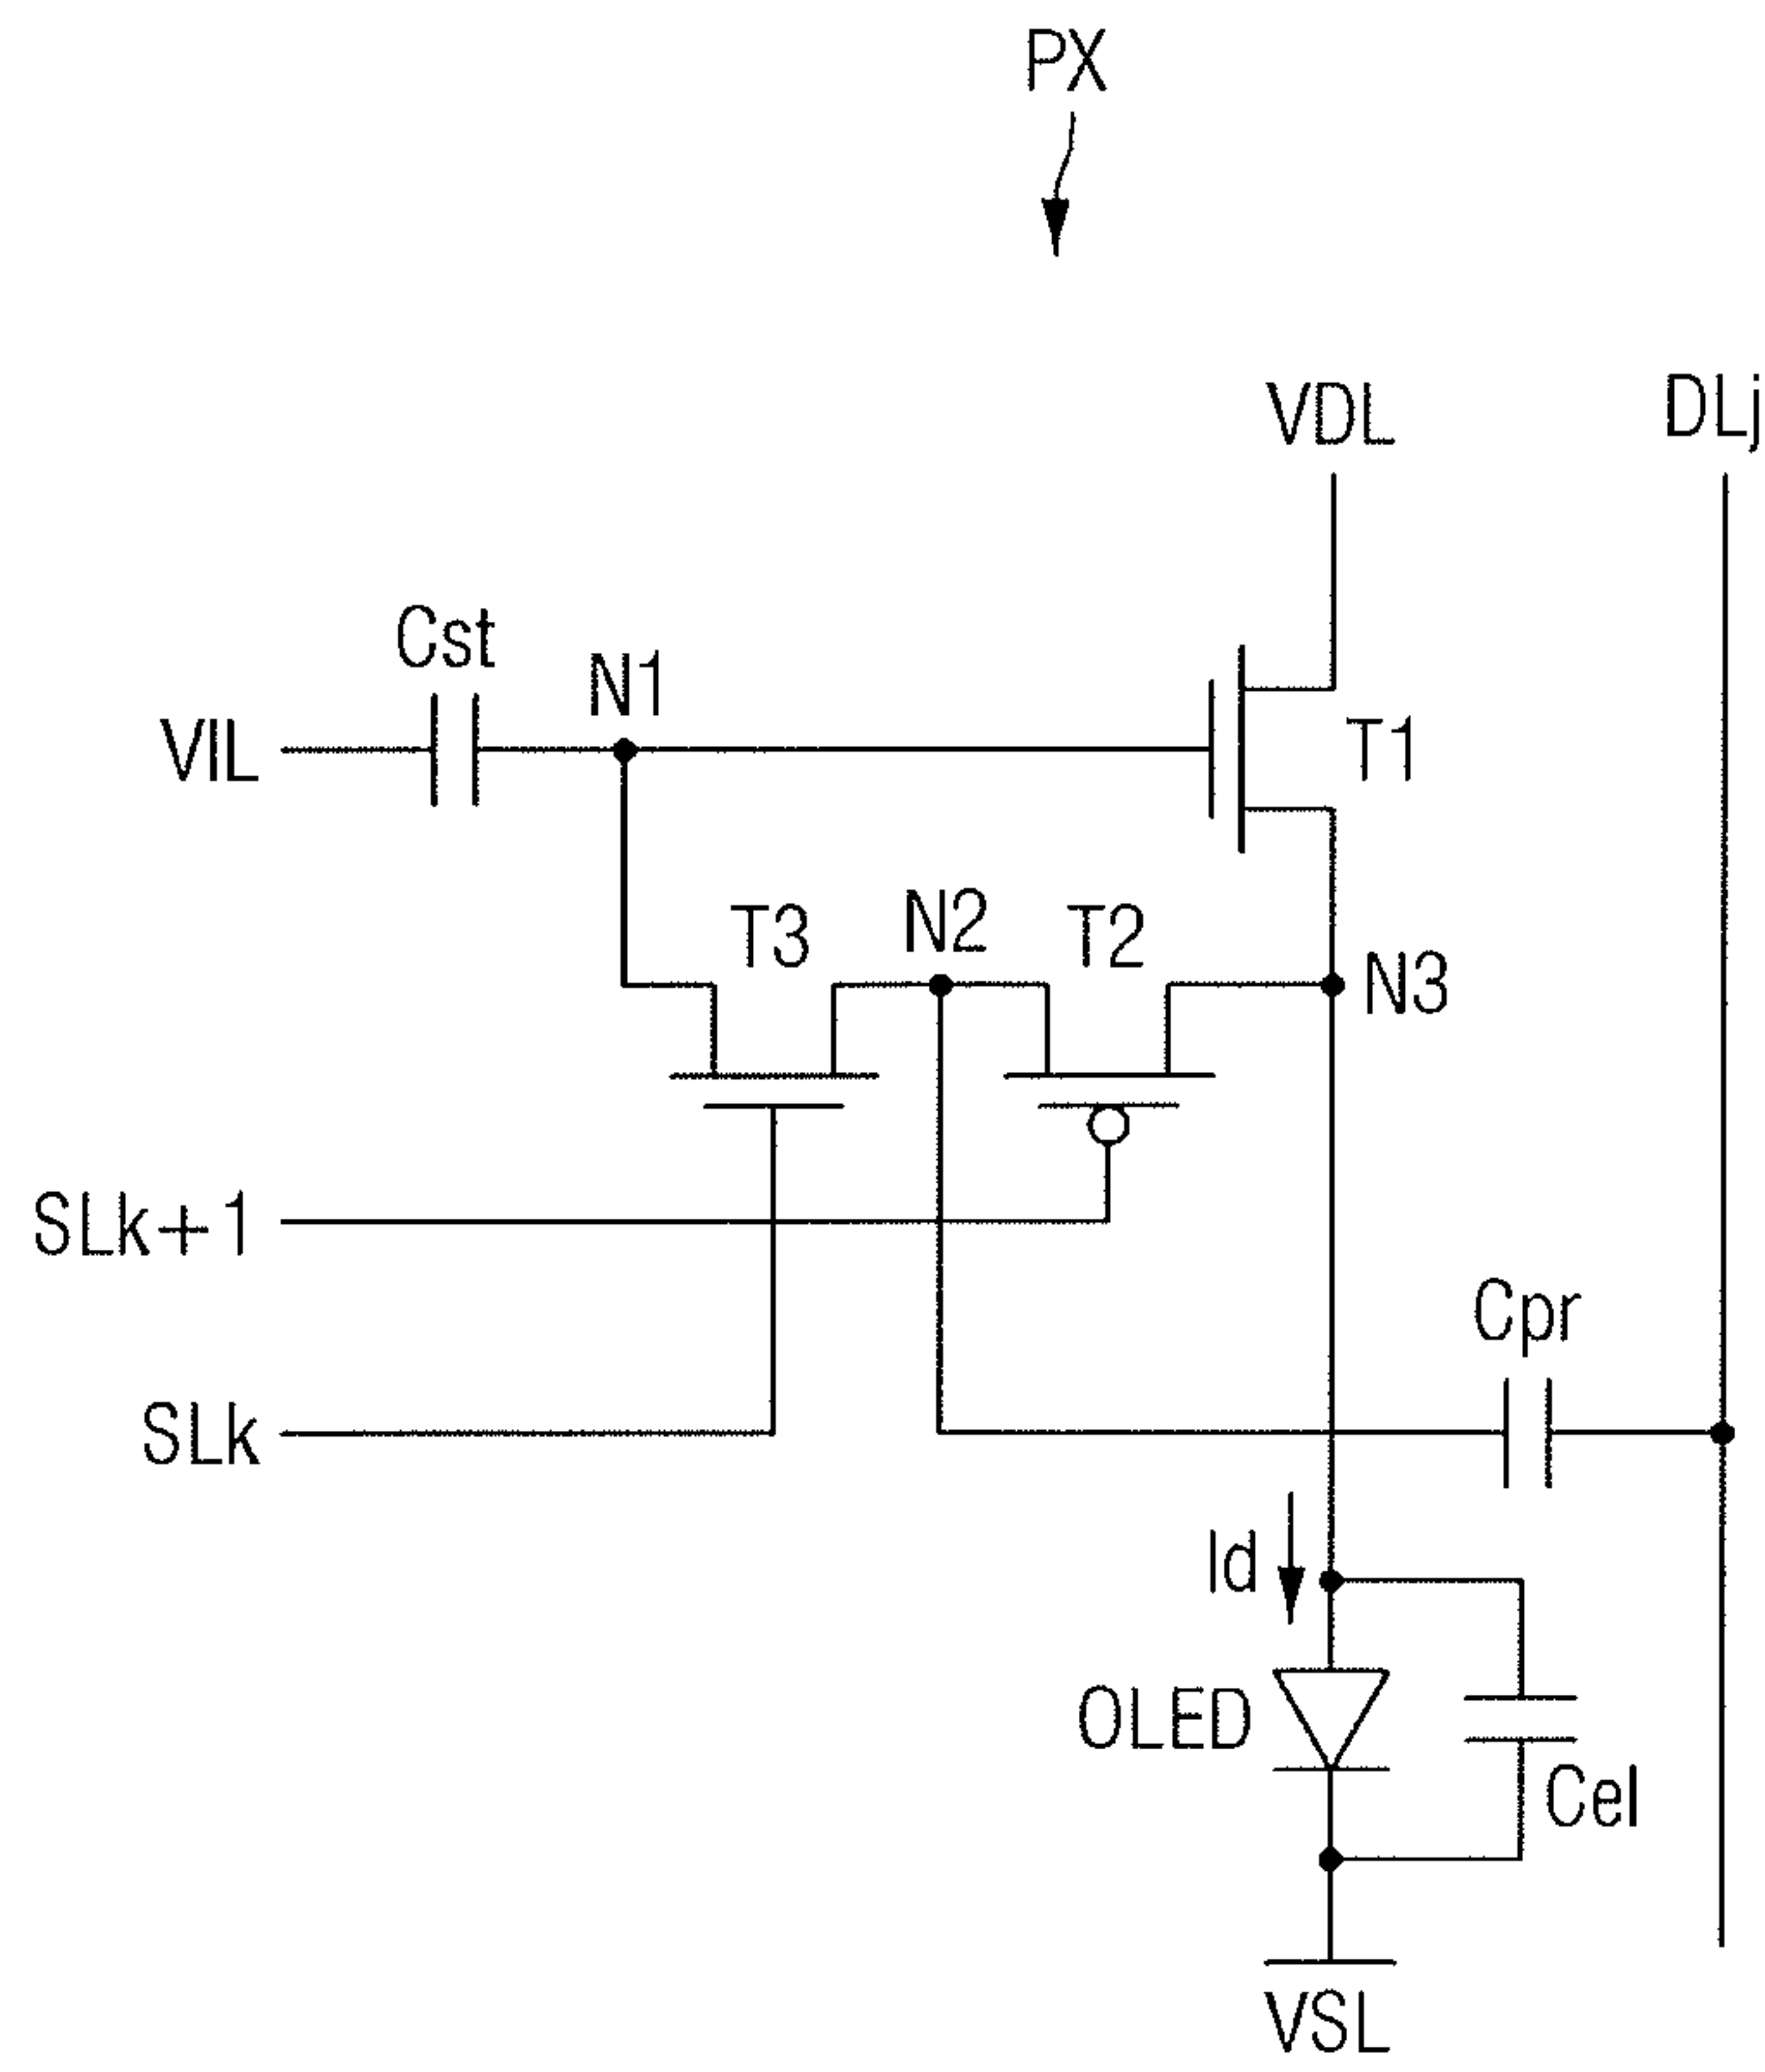 PX
VDL
DLj
Cst
N1
VIL
T1
T3
N2
T2
N3
SLk+1
Cpr
SLk
Id
OLED
Cel
VSL